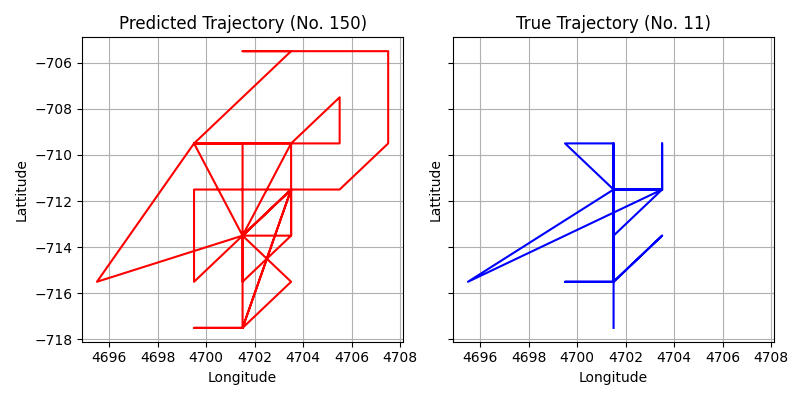 Predicted Trajectory (No. 150)
True Trajectory (No. 11)
Lattitude
−706
−708
−710
−712
−714
−716
−718
4696 4698 4700 4702 4704 4706 4708
Longitude
Lattitude
4696 4698 4700 4702 4704 4706 4708
Longitude